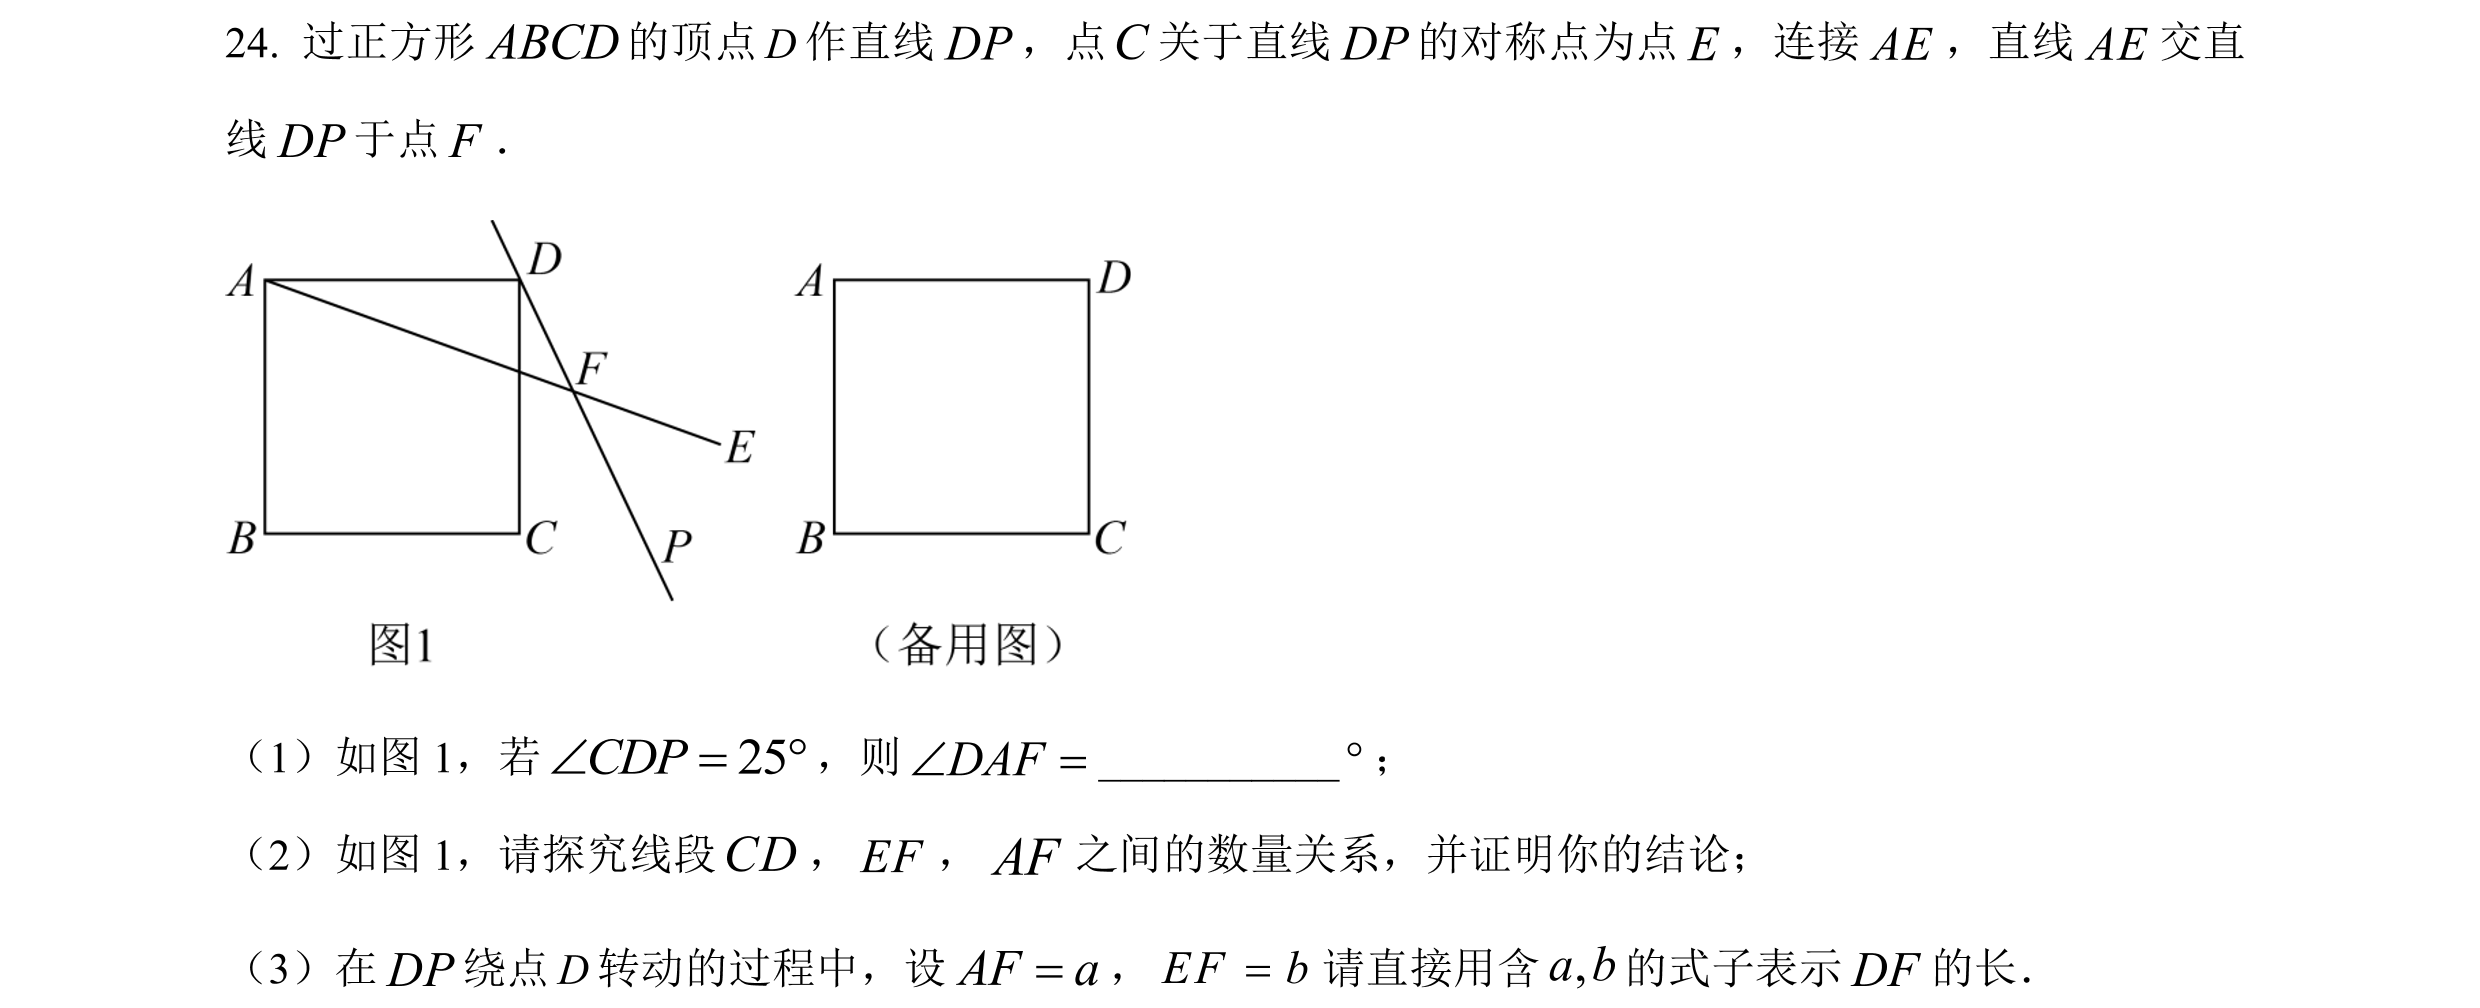 24. 过正方形 ABCD 的顶点 D 作直线 DP，点 C 关于直线 DP 的对称点为点 E，连接 AE，直线 AE 交直
线 DP 于点 F．
A D F E B C P
A D B C
图1 （备用图）
（1）如图 1，若∠CDP = 25°，则∠DAF = __________°；
（2）如图 1，请探究线段 CD，EF，AF 之间的数量关系，并证明你的结论；
（3）在 DP 绕点 D 转动的过程中，设 AF = a，EF = b 请直接用含 a,b 的式子表示 DF 的长．